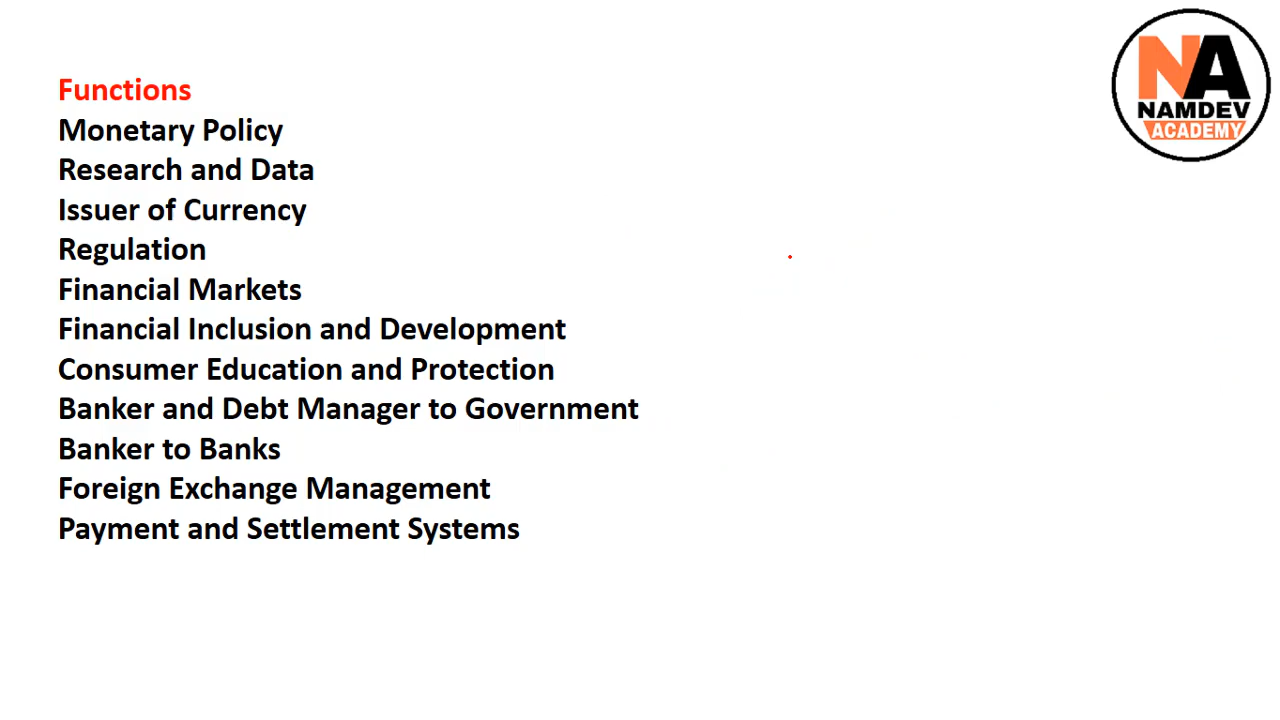 Functions
Monetary Policy
Research and Data
Issuer of Currency
Regulation
Financial Markets
Financial Inclusion and Development
Consumer Education and Protection
Banker and Debt Manager to Government
Banker to Banks
Foreign Exchange Management
Payment and Settlement Systems
NA
NAMDEV
ACADEMY